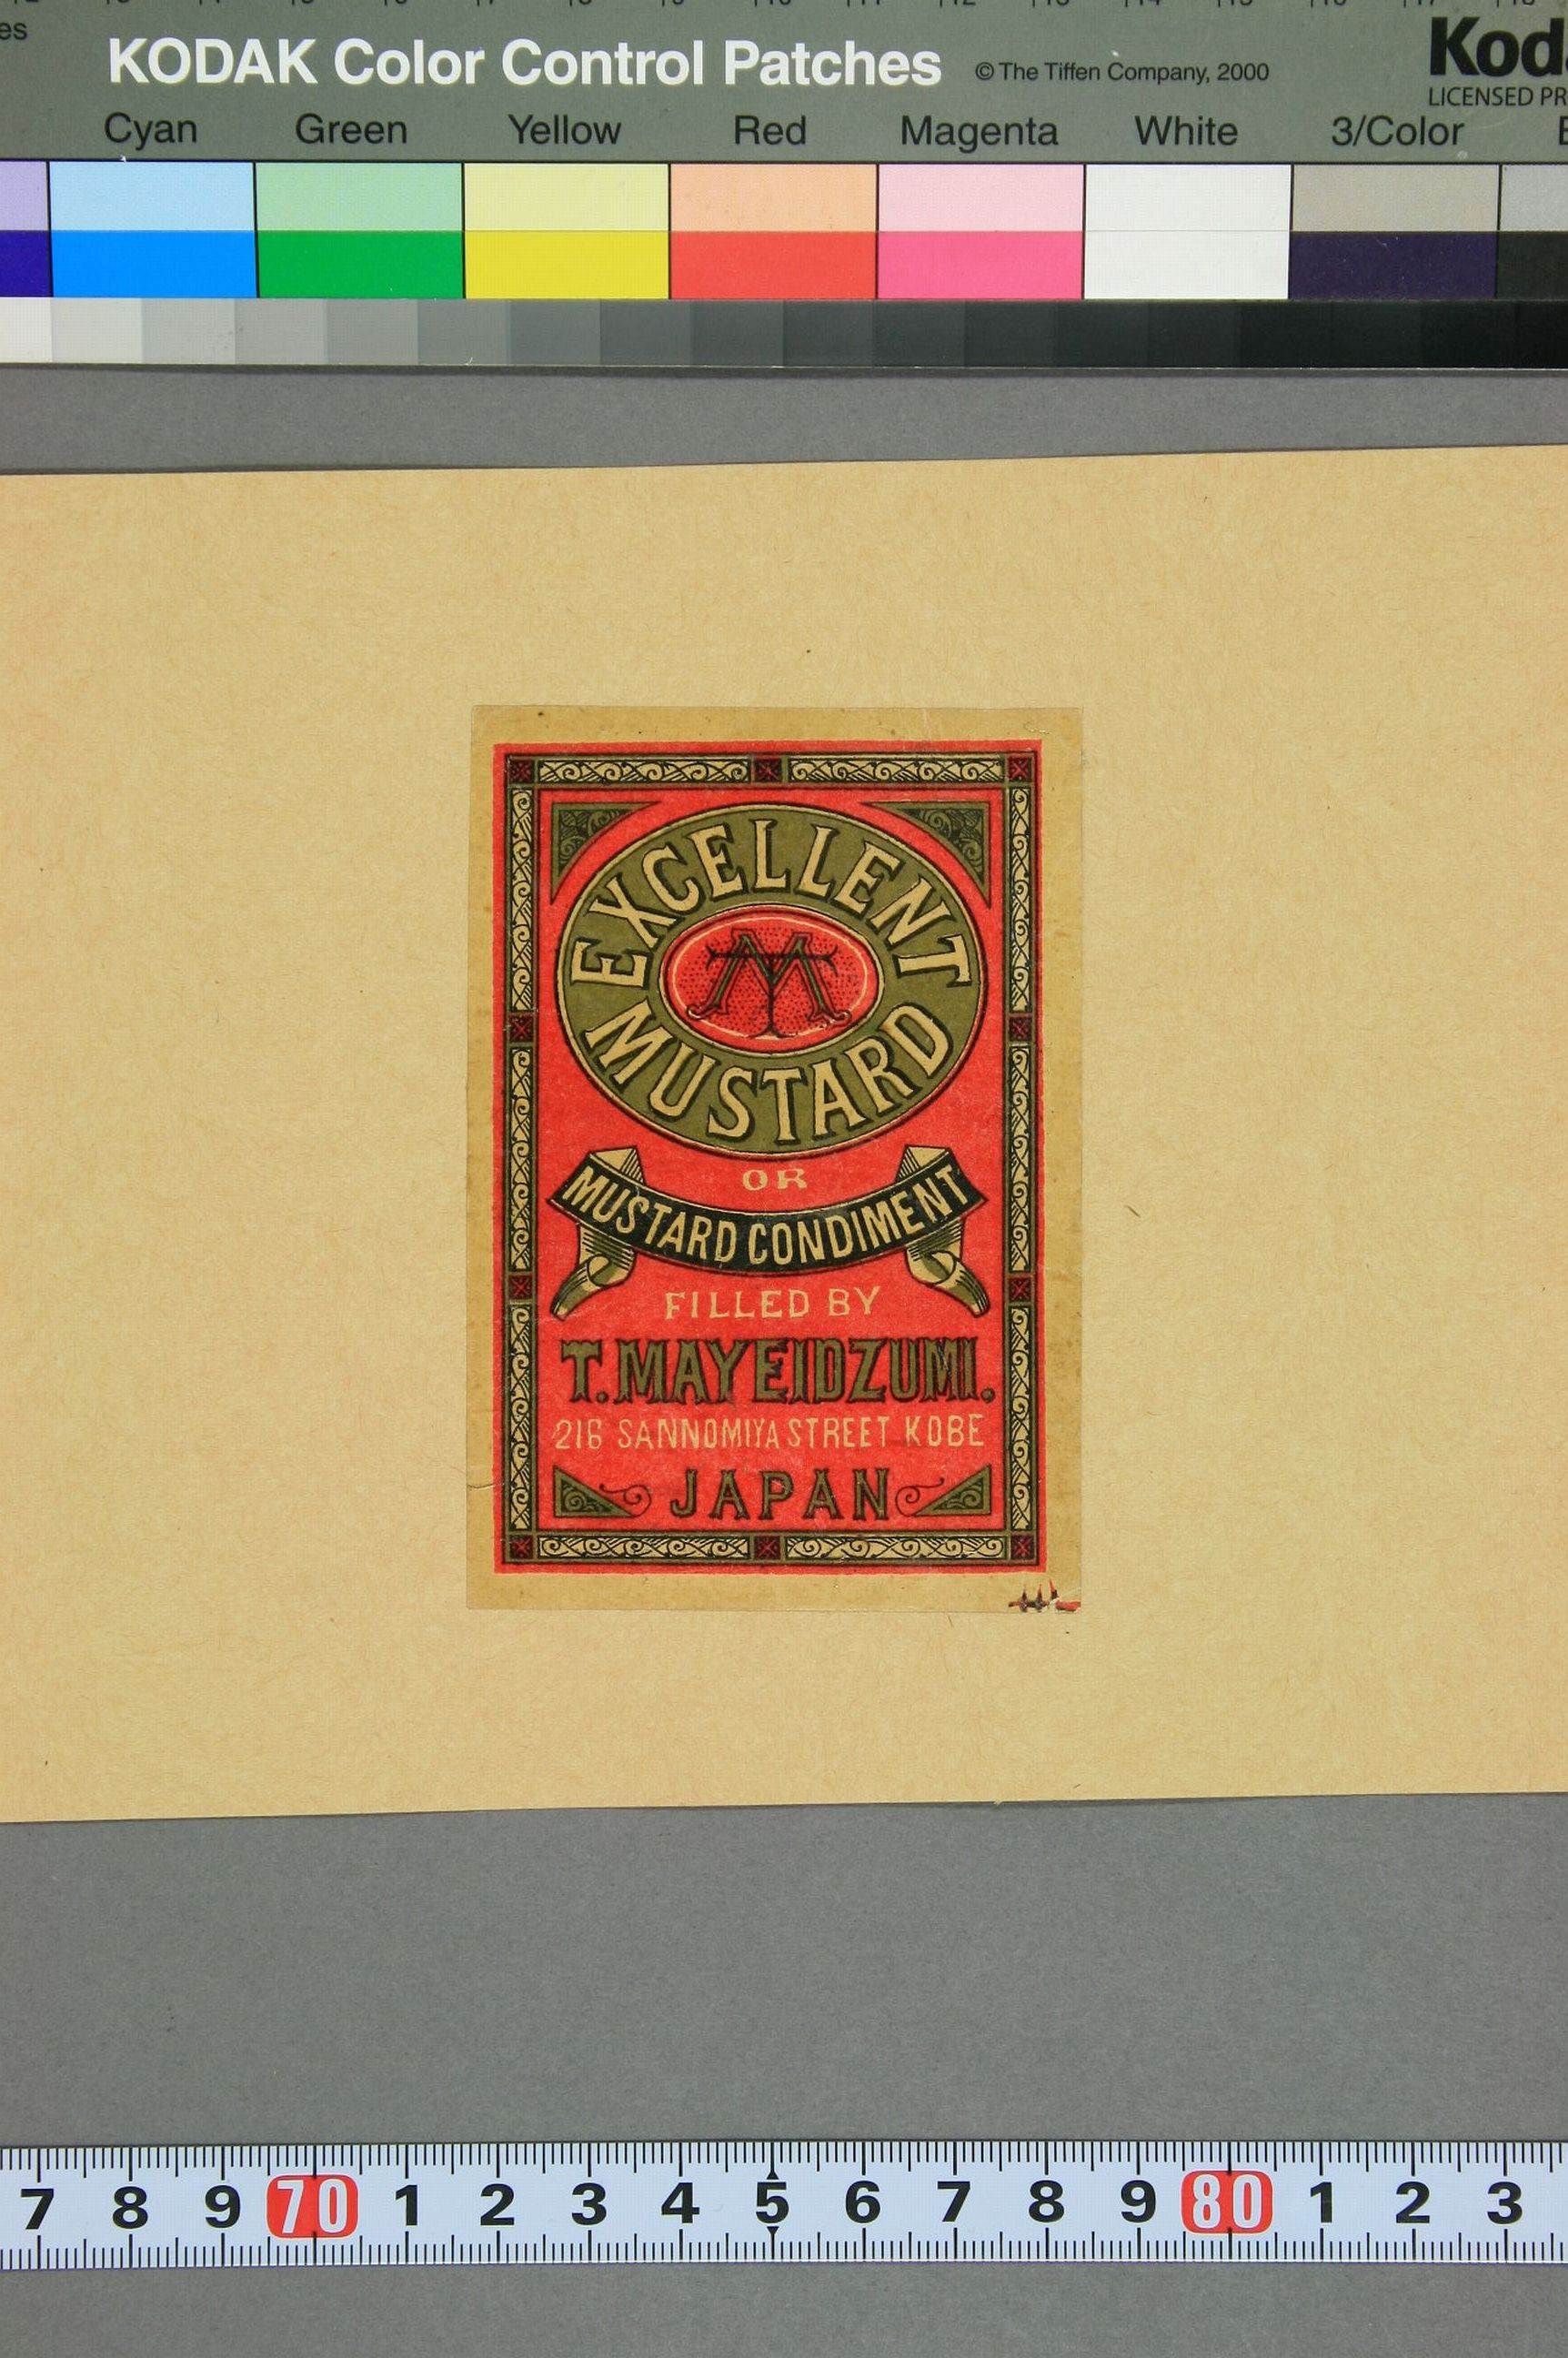 KODAK Color Control Patches © The Tiffen Company, 2000
LICENSED
Cyan Green Yellow Red Magenta White 3/Color
EXCELLENT
TM
MUSTARD
OR
MUSTARD CONDIMENT
FILLED BY
T. MAYEIDZUMI.
216 SANNOMIYA STREET KOBE
JAPAN
7 8 9 70 1 2 3 4 5 6 7 8 9 80 1 2 3